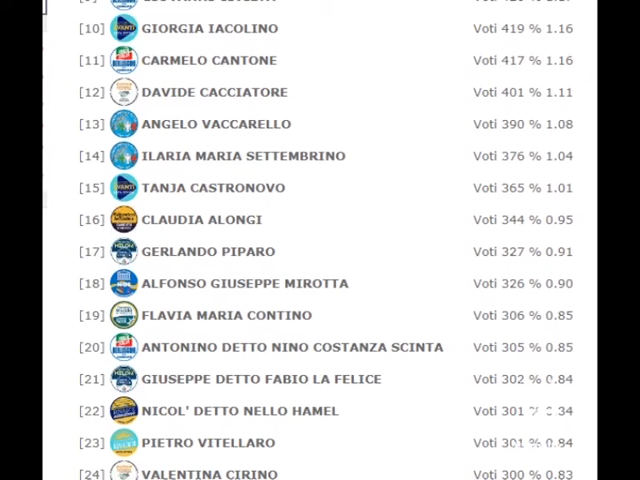 [10] GIORGIA IACOLINO Voti 419 % 1.16
[11] CARMELO CANTONE Voti 417 % 1.16
[12] DAVIDE CACCIATORE Voti 401 % 1.11
[13] ANGELO VACCARELLO Voti 390 % 1.08
[14] ILARIA MARIA SETTEMBRINO Voti 376 % 1.04
[15] TANJA CASTRONOVO Voti 365 % 1.01
[16] CLAUDIA ALONGI Voti 344 % 0.95
[17] GERLANDO PIPARO Voti 327 % 0.91
[18] ALFONSO GIUSEPPE MIROTTA Voti 326 % 0.90
[19] FLAVIA MARIA CONTINO Voti 306 % 0.85
[20] ANTONINO DETTO NINO COSTANZA SCINTA Voti 305 % 0.85
[21] GIUSEPPE DETTO FABIO LA FELICE Voti 302 % 0.84
[22] NICOL' DETTO NELLO HAMEL Voti 301
[23] PIETRO VITELLARO Voti 301 % 0.84
[24] VALENTINA CIRINO Voti 300 % 0.83